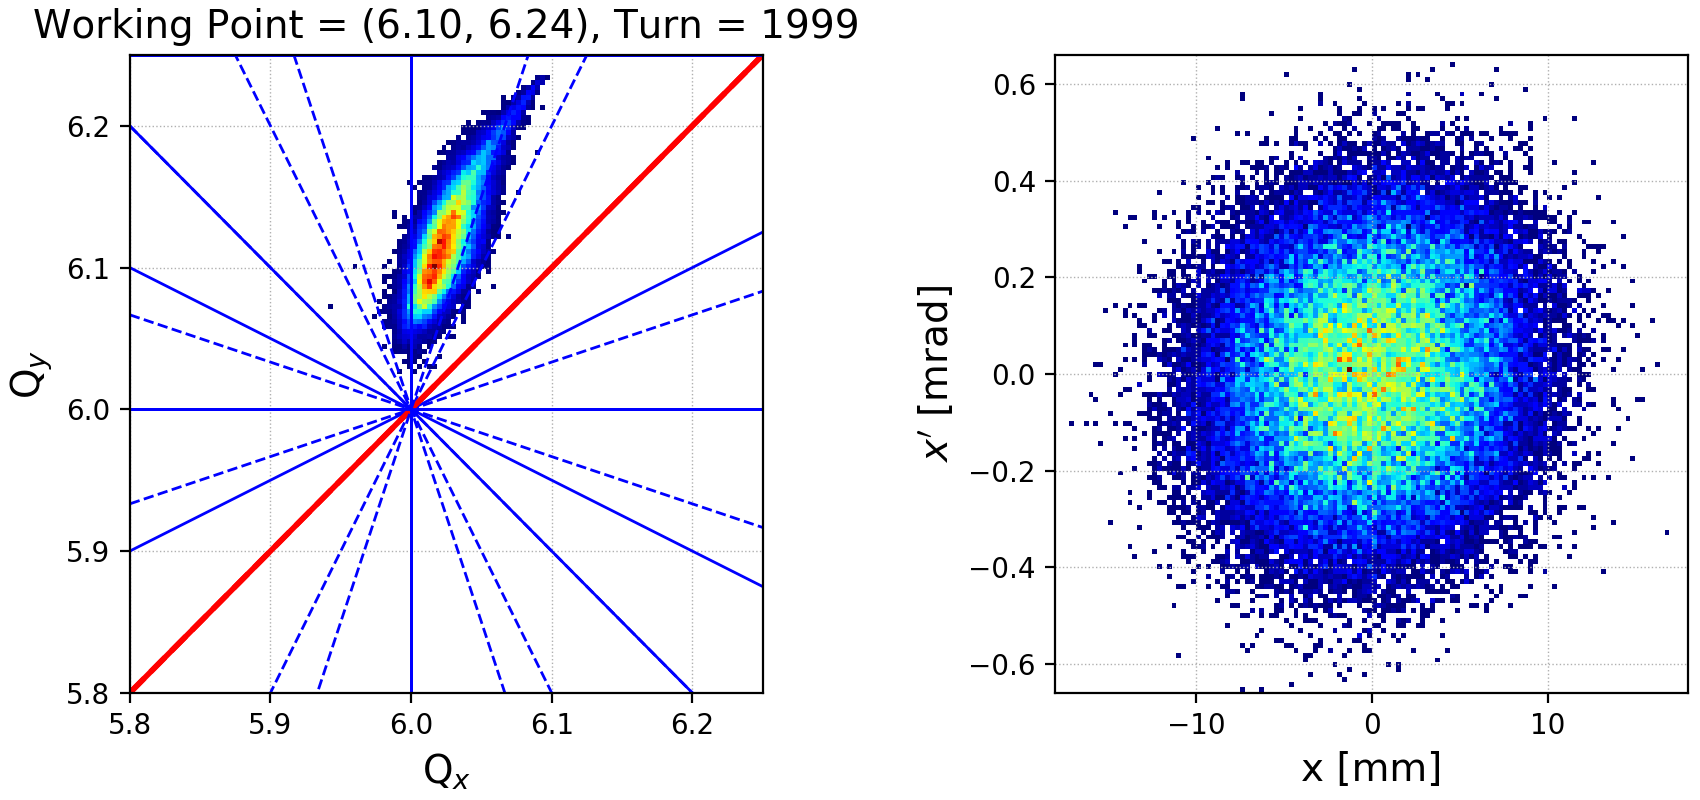 Working Point = (6.10, 6.24), Turn = 1999
6.2
6.1
6.0
5.9
5.8
Q_y
5.8 5.9 6.0 6.1 6.2
Q_x
0.6
0.4
0.2
0.0
−0.2
−0.4
−0.6
x′ [mrad]
−10 0 10
x [mm]